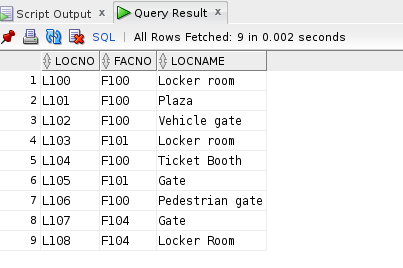 Script Output x Query Result x
SQL | All Rows Fetched: 9 in 0.002 seconds
LOCNO FACNO LOCNAME
1 L100 F100 Locker room
2 L101 F100 Plaza
3 L102 F100 Vehicle gate
4 L103 F101 Locker room
5 L104 F100 Ticket Booth
6 L105 F101 Gate
7 L106 F100 Pedestrian gate
8 L107 F104 Gate
9 L108 F104 Locker Room